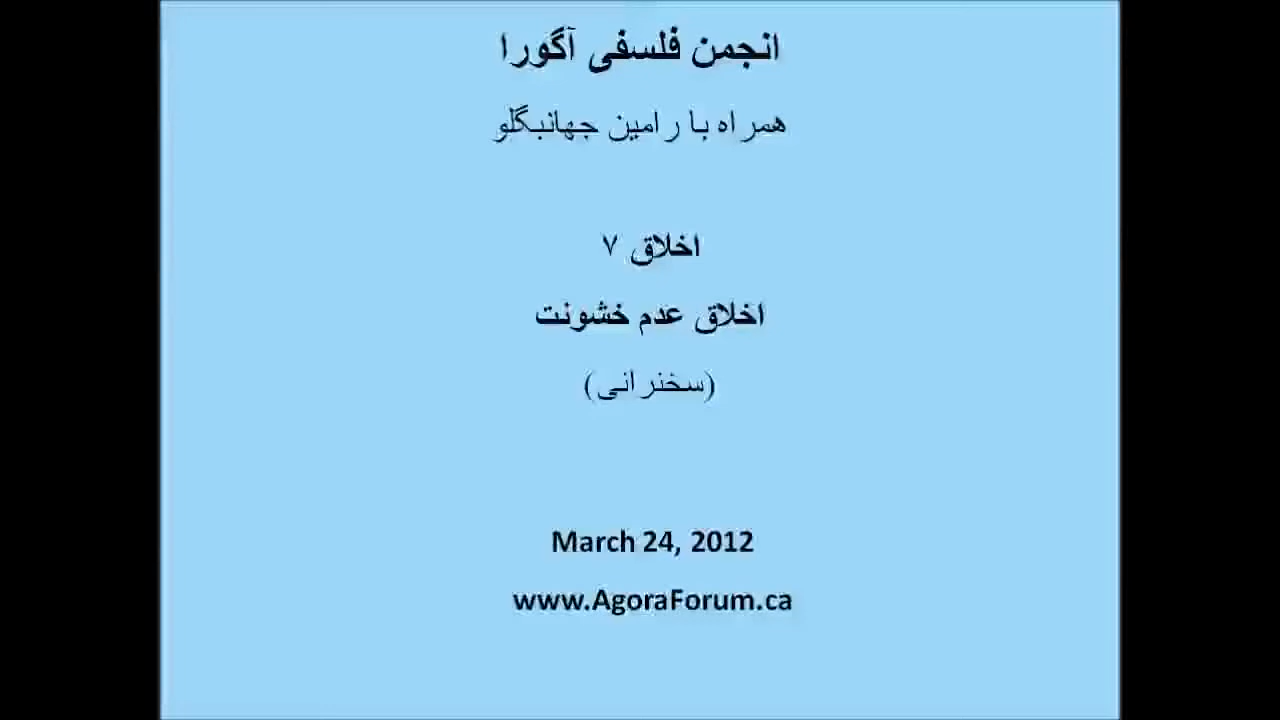 انجمن فلسفی آگورا
همراه با رامین جهانبگلو
اخلاق ۷
اخلاق عدم خشونت
(سخنرانی)
March 24, 2012
www.AgoraForum.ca